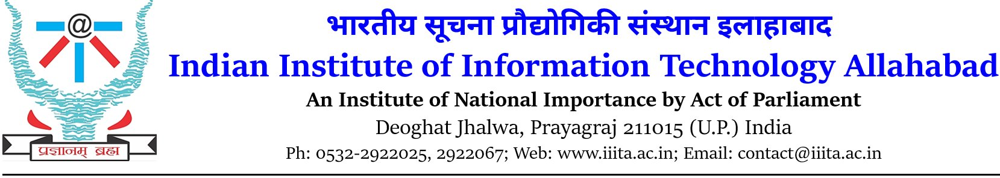 @
प्रज्ञानम् ब्रह्म
भारतीय सूचना प्रौद्योगिकी संस्थान इलाहाबाद
Indian Institute of Information Technology Allahabad
An Institute of National Importance by Act of Parliament
Deoghat Jhalwa, Prayagraj 211015 (U.P.) India
Ph: 0532-2922025, 2922067; Web: www.iiita.ac.in; Email: contact@iiita.ac.in